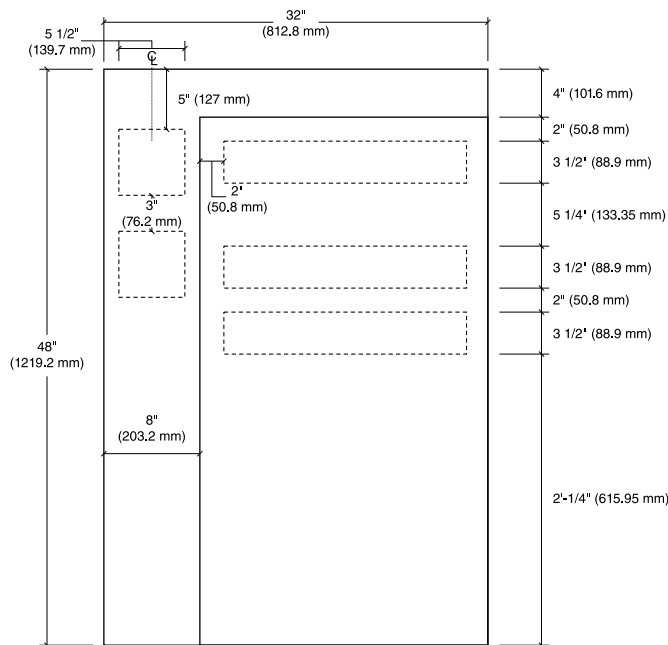 32"
(812.8 mm)
5 1/2"
(139.7 mm)
℄
5" (127 mm)
4" (101.6 mm)
2" (50.8 mm)
3 1/2" (88.9 mm)
2"
(50.8 mm)
3"
(76.2 mm)
5 1/4" (133.35 mm)
3 1/2" (88.9 mm)
2" (50.8 mm)
3 1/2" (88.9 mm)
48"
(1219.2 mm)
8"
(203.2 mm)
2'-1/4" (615.95 mm)